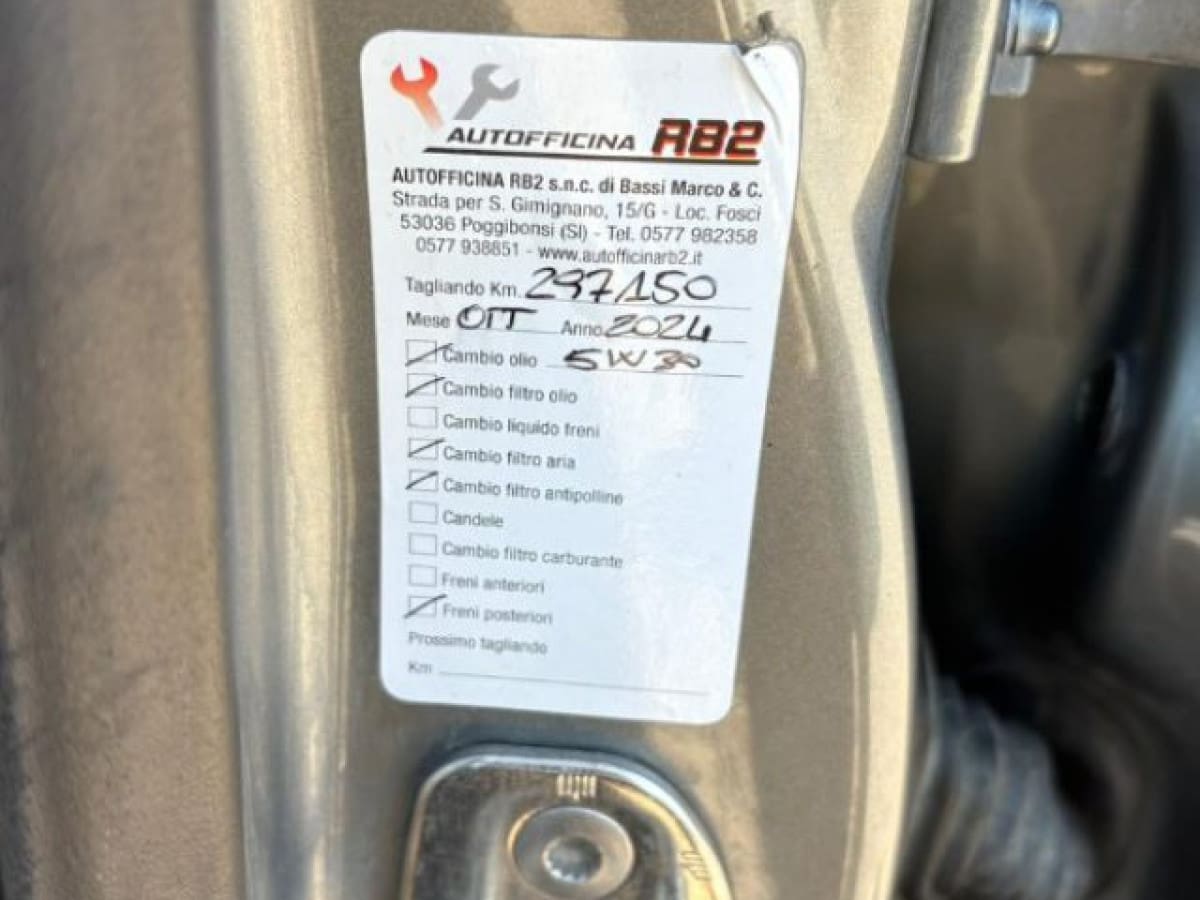 AUTOFFICINA RB2
AUTOFFICINA RB2 s.n.c. di Bassi Marco & C.
Strada per S. Gimignano, 15/G - Loc. Fosci
53036 Poggibonsi (SI) - Tel. 0577 982358
0577 938851 - www.autofficinarb2.it
Tagliando Km. 297150
Mese OTT Anno 2024
Cambio olio 5W30
Cambio filtro olio
Cambio liquido freni
Cambio filtro aria
Cambio filtro antipolline
Candele
Cambio filtro carburante
Freni anteriori
Freni posteriori
Prossimo tagliando
Km